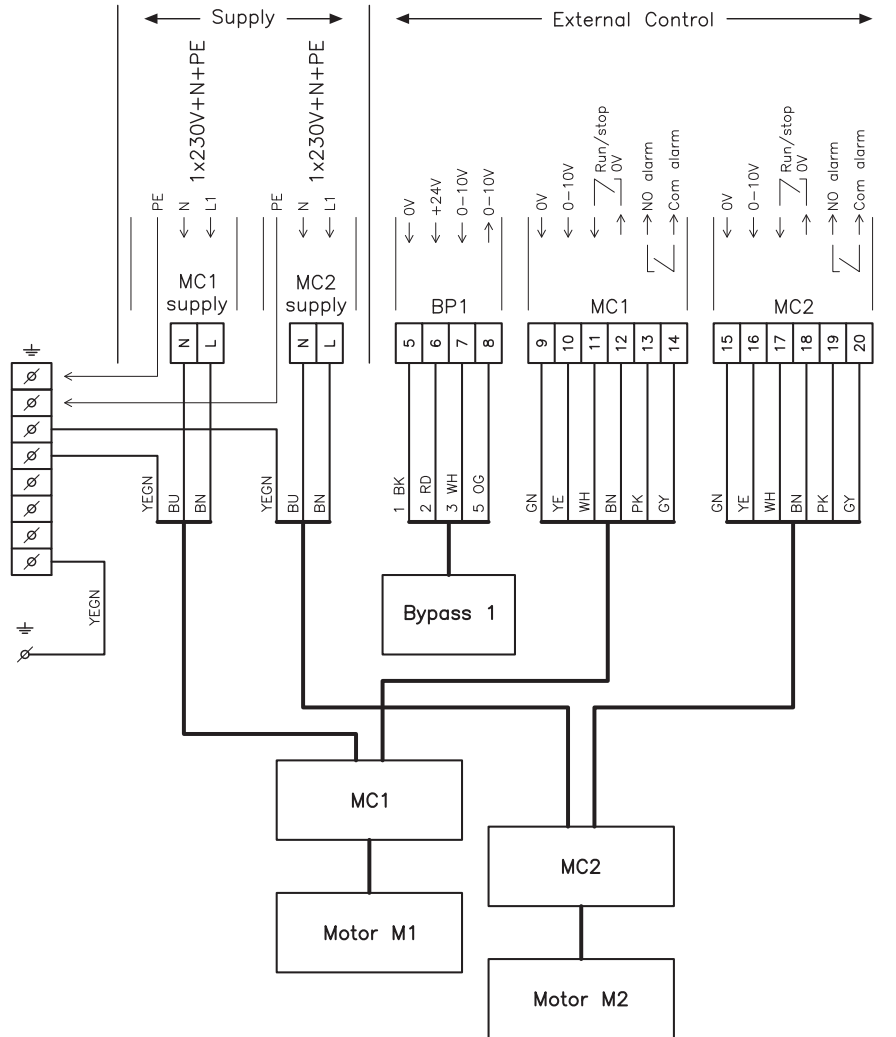 Supply
External Control
1x230V+N+PE
1x230V+N+PE
PE
N
L1
PE
N
L1
0V
+24V
0-10V
0-10V
0V
0-10V
Run/stop
0V
NO alarm
Com alarm
0V
0-10V
Run/stop
0V
NO alarm
Com alarm
MC1
supply
MC2
supply
BP1
MC1
MC2
N
L
N
L
5
6
7
8
9
10
11
12
13
14
15
16
17
18
19
20
YEGN
BU
BN
YEGN
BU
BN
1 BK
2 RD
3 WH
5 OG
GN
YE
WH
BN
PK
GY
GN
YE
WH
BN
PK
GY
YEGN
Bypass 1
MC1
MC2
Motor M1
Motor M2